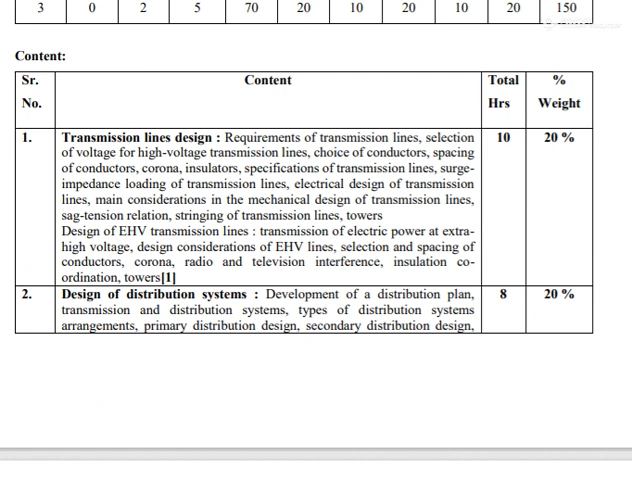 3 0 2 5 70 20 10 20 10 20 150
Content:
Sr. No. Content Total Hrs % Weight
1. Transmission lines design : Requirements of transmission lines, selection 10 20 %
of voltage for high-voltage transmission lines, choice of conductors, spacing
of conductors, corona, insulators, specifications of transmission lines, surge-
impedance loading of transmission lines, electrical design of transmission
lines, main considerations in the mechanical design of transmission lines,
sag-tension relation, stringing of transmission lines, towers
Design of EHV transmission lines : transmission of electric power at extra-
high voltage, design considerations of EHV lines, selection and spacing of
conductors, corona, radio and television interference, insulation co-
ordination, towers[1]
2. Design of distribution systems : Development of a distribution plan, 8 20 %
transmission and distribution systems, types of distribution systems
arrangements, primary distribution design, secondary distribution design,